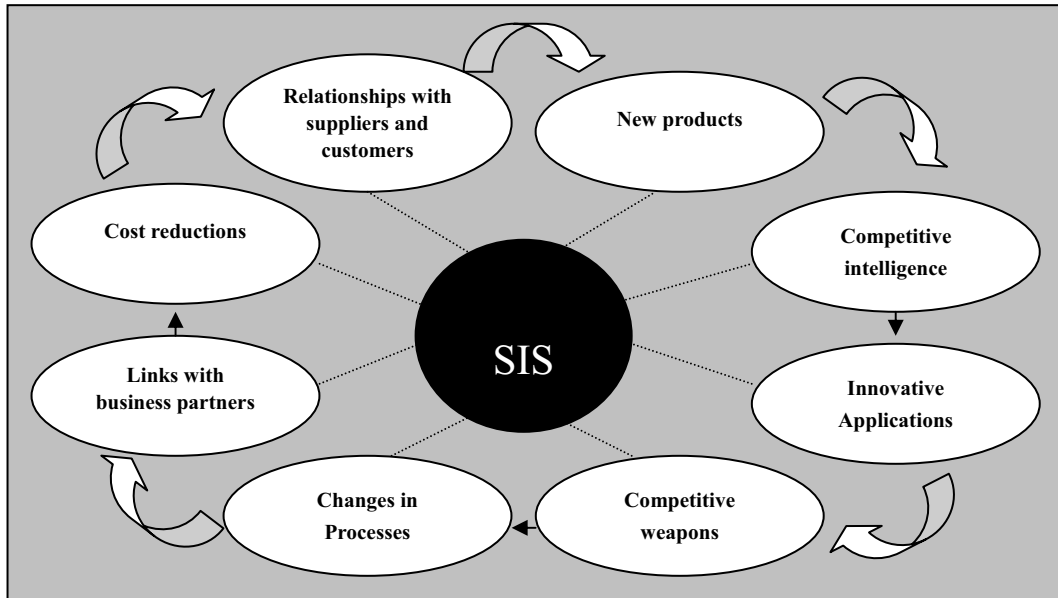 Relationships with
suppliers and
customers
New products
Cost reductions
Competitive
intelligence
SIS
Links with
business partners
Innovative
Applications
Changes in
Processes
Competitive
weapons